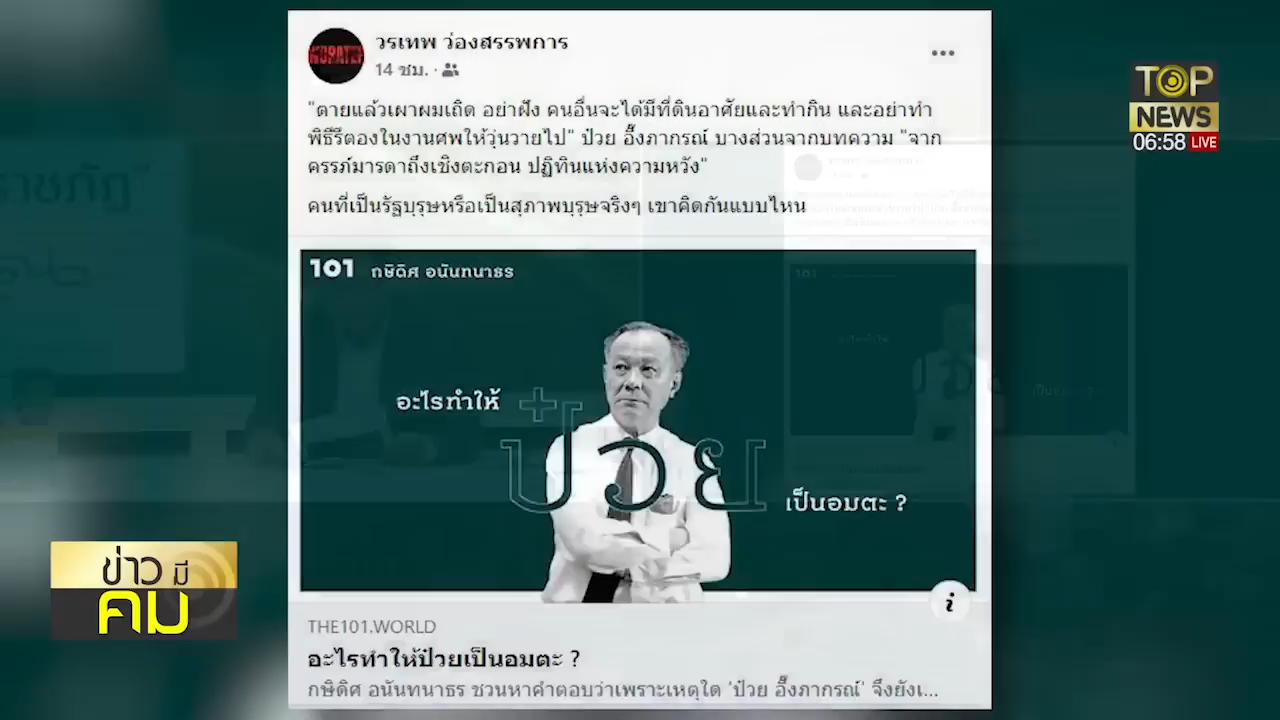 วรเทพ ว่องสรรพการ
14 ชม. ·
"ตายแล้วเผาผมเถิด อย่าฝัง คนอื่นจะได้มีที่ดินอาศัยและทำกิน และอย่าทำ
พิธีรีตองในงานศพให้วุ่นวายไป" ป๋วย อึ๊งภากรณ์ บางส่วนจากบทความ "จาก
ครรภ์มารดาถึงเชิงตะกอน ปฏิทินแห่งความหวัง"
คนที่เป็นรัฐบุรุษหรือเป็นสุภาพบุรุษจริงๆ เขาคิดกันแบบไหน
101 กษิดิศ อนันทนาธร
อะไรทำให้
ป๋วย
เป็นอมตะ ?
THE101.WORLD
อะไรทำให้ป๋วยเป็นอมตะ ?
กษิดิศ อนันทนาธร ชวนหาคำตอบว่าเพราะเหตุใด 'ป๋วย อึ๊งภากรณ์' จึงยังเ...
TOP
NEWS
06:58 LIVE
ข่าวมี
คม
ราชภัฏ"